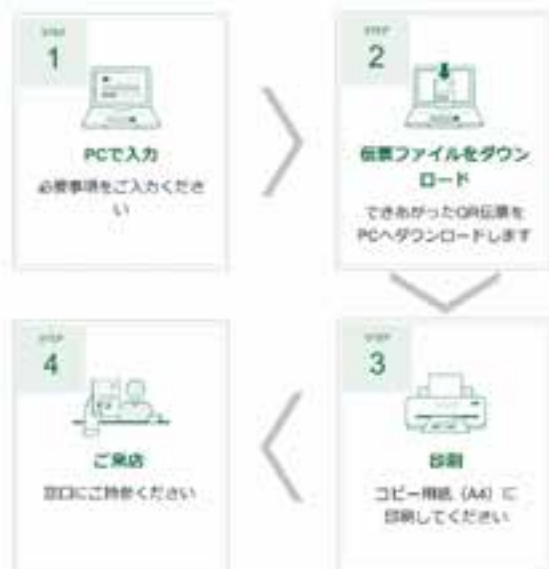 STEP
1
PCで入力
必要事項をご入力くださ
い
STEP
2
伝票ファイルをダウン
ロード
できあがったQR伝票を
PCへダウンロードします
STEP
3
印刷
コピー用紙（A4）に
印刷してください
STEP
4
ご来店
窓口にご持参ください